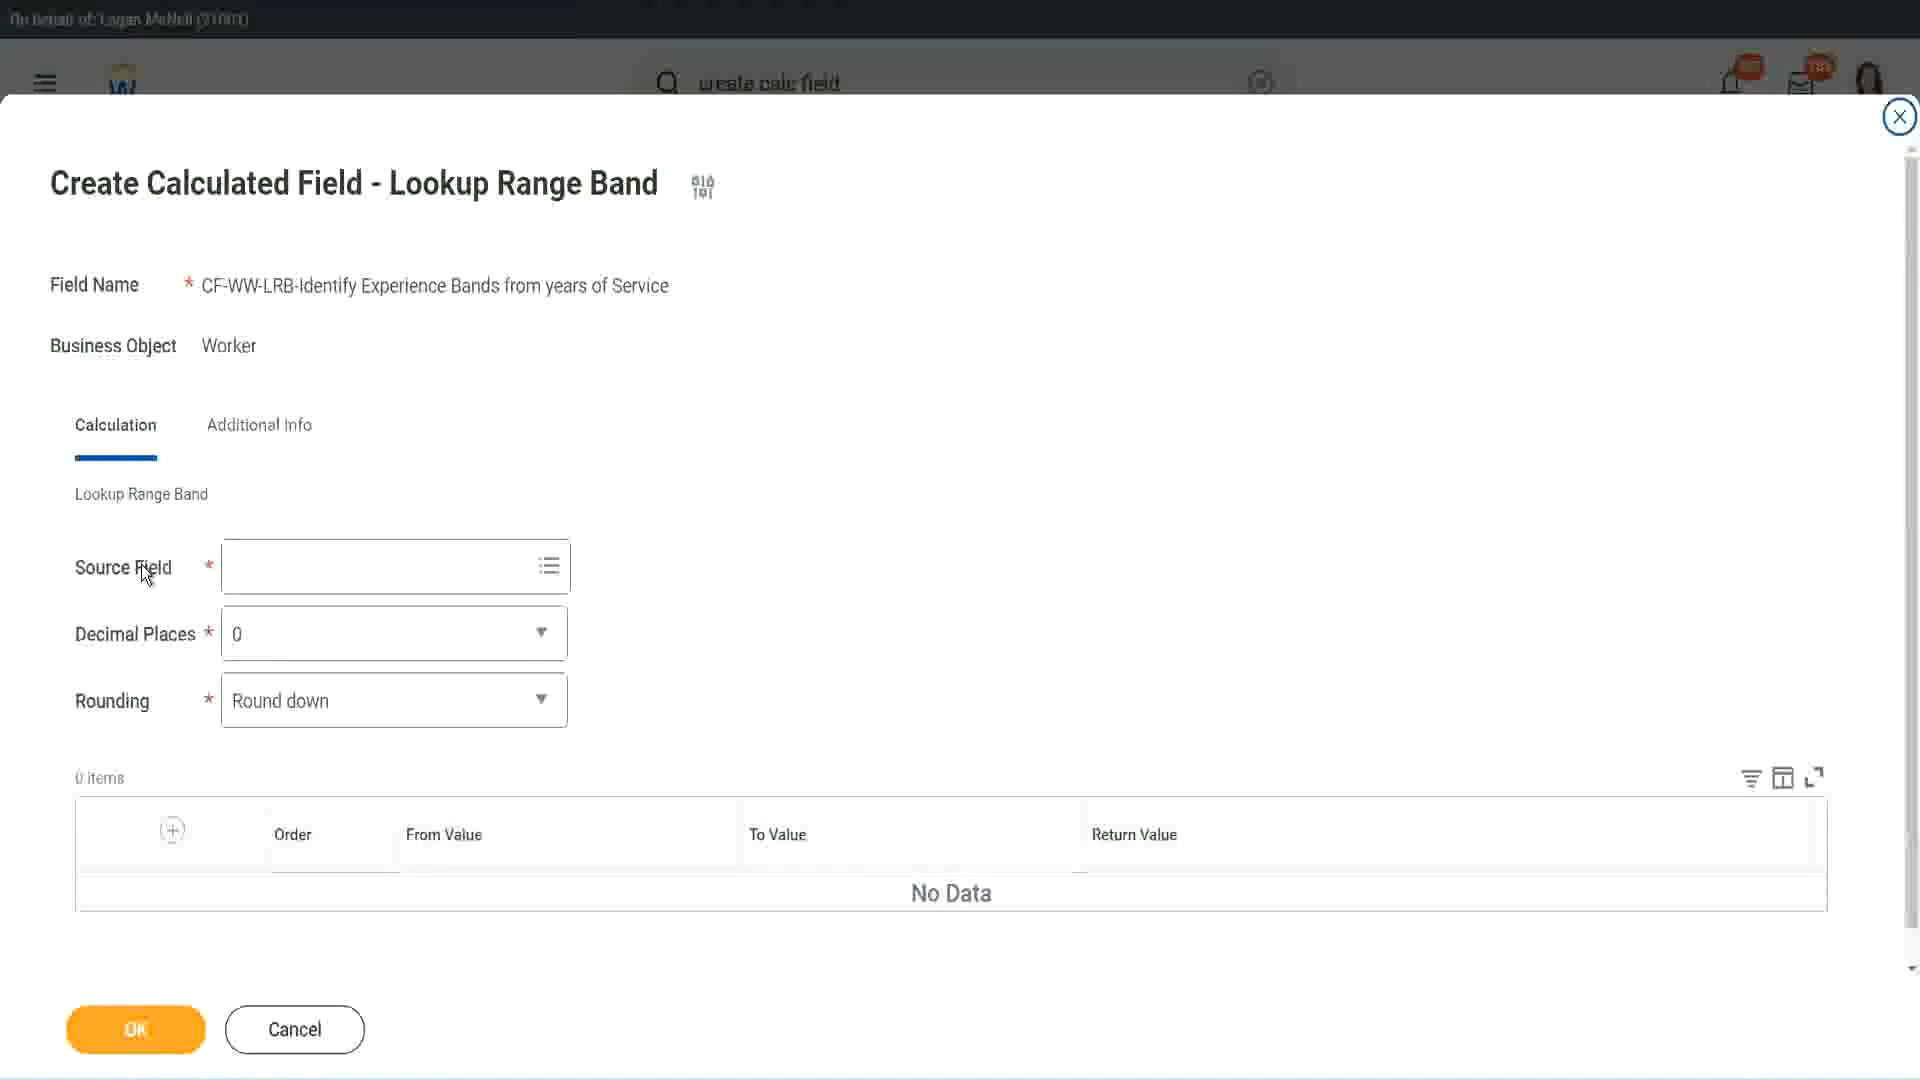 On behalf of: Logan McNeil (21001)
create calc field
Create Calculated Field - Lookup Range Band
Field Name * CF-WW-LRB-Identify Experience Bands from years of Service
Business Object Worker
Calculation Additional Info
Lookup Range Band
Source Field *
Decimal Places * 0
Rounding * Round down
0 items
Order From Value To Value Return Value
No Data
OK Cancel